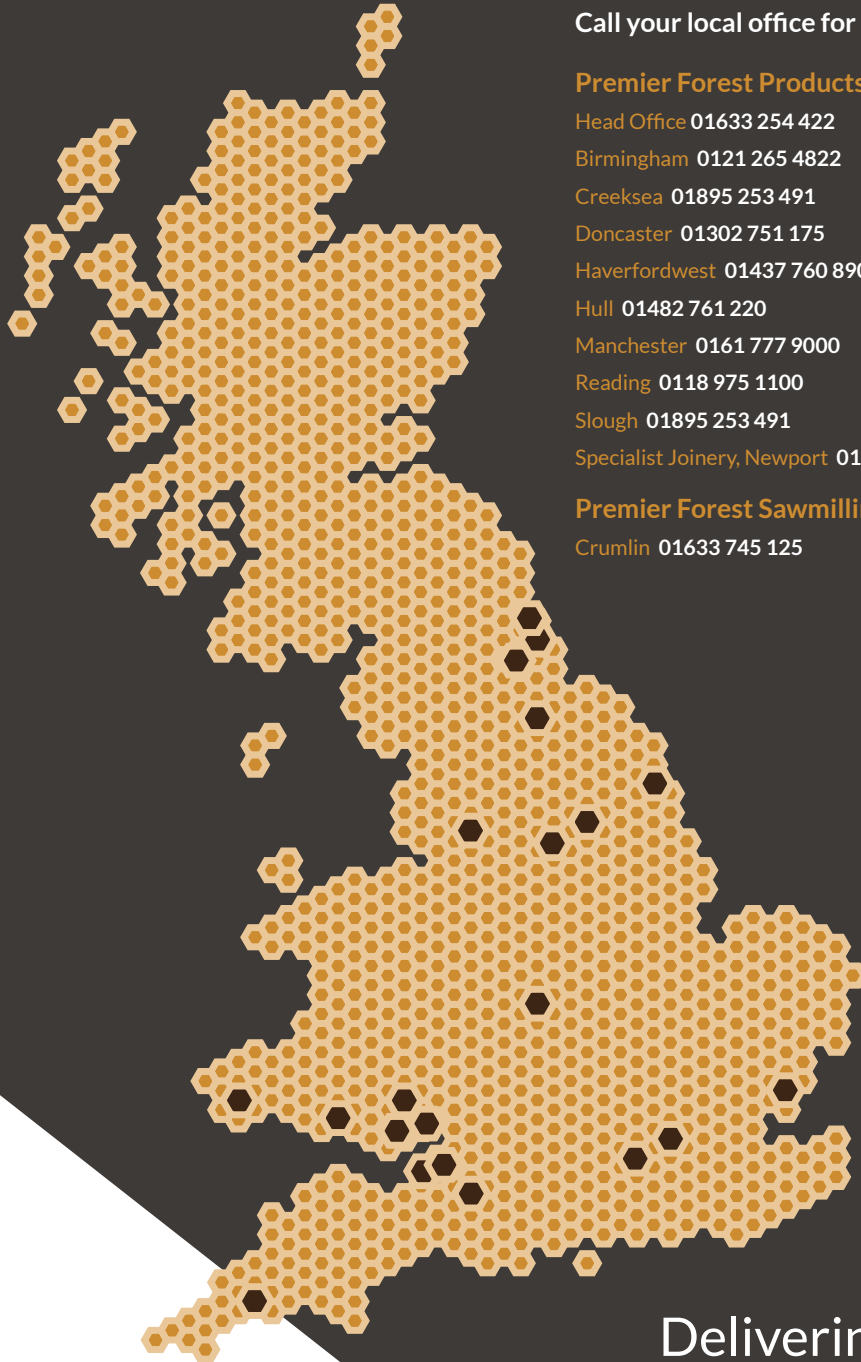 Call your local office for
Premier Forest Products
Head Office 01633 254 422
Birmingham 0121 265 4822
Creeksea 01895 253 491
Doncaster 01302 751 175
Haverfordwest 01437 760 890
Hull 01482 761 220
Manchester 0161 777 9000
Reading 0118 975 1100
Slough 01895 253 491
Specialist Joinery, Newport 01
Premier Forest Sawmillin
Crumlin 01633 745 125
Deliverin